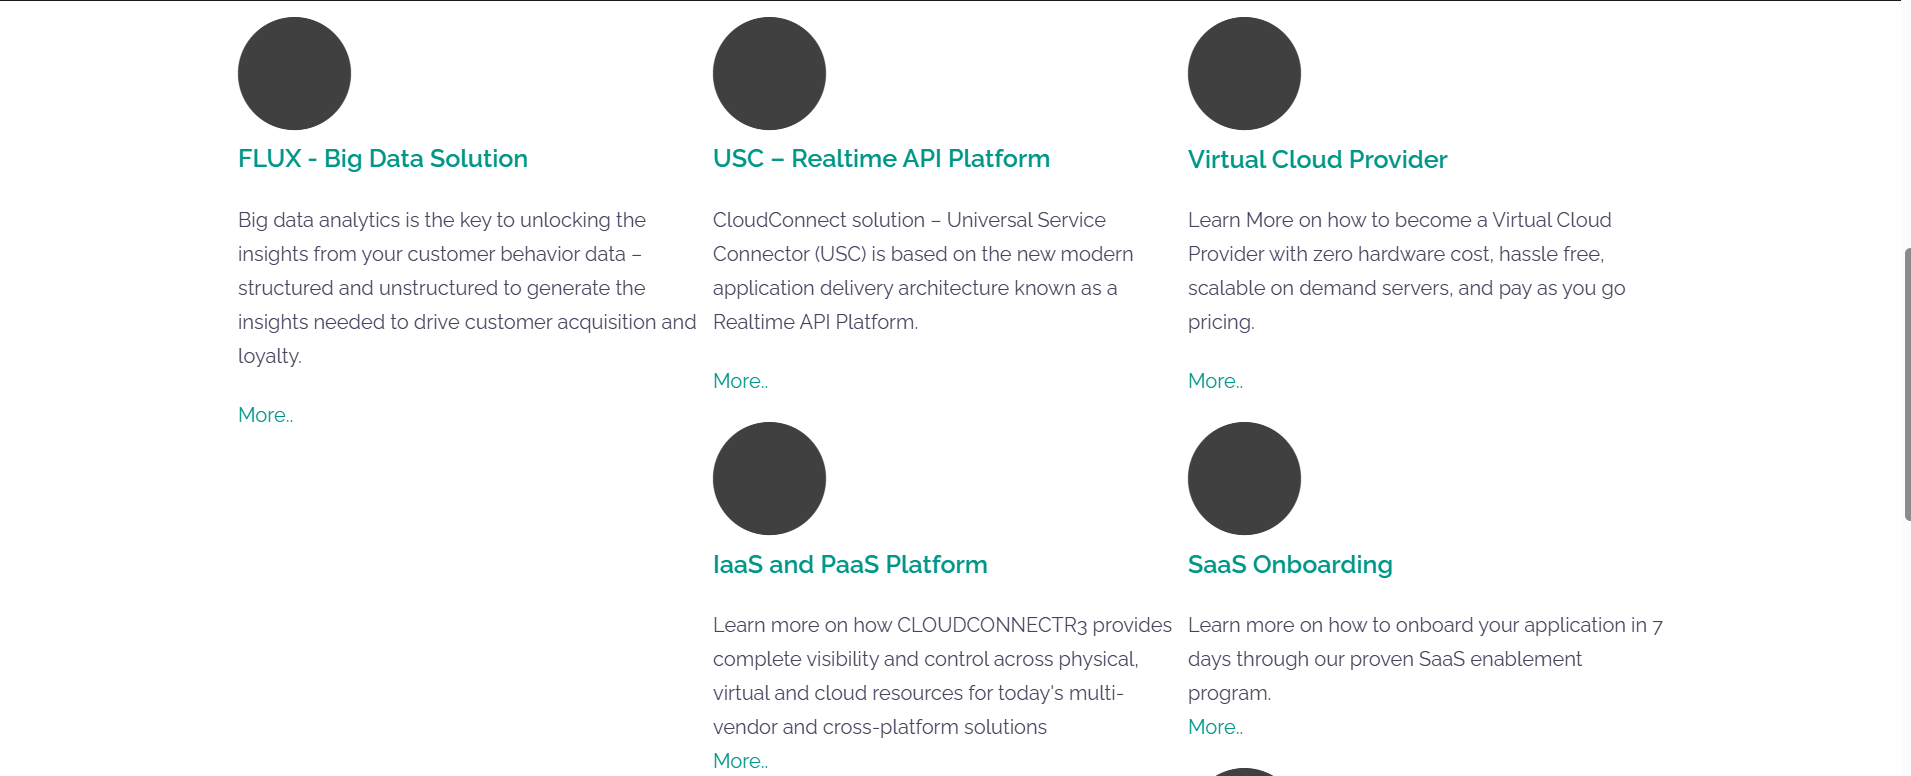 FLUX - Big Data Solution
Big data analytics is the key to unlocking the
insights from your customer behavior data –
structured and unstructured to generate the
insights needed to drive customer acquisition and
loyalty.
More..
USC – Realtime API Platform
CloudConnect solution – Universal Service
Connector (USC) is based on the new modern
application delivery architecture known as a
Realtime API Platform.
More..
Virtual Cloud Provider
Learn More on how to become a Virtual Cloud
Provider with zero hardware cost, hassle free,
scalable on demand servers, and pay as you go
pricing.
More..
IaaS and PaaS Platform
Learn more on how CLOUDCONNECTR3 provides
complete visibility and control across physical,
virtual and cloud resources for today's multi-
vendor and cross-platform solutions
More..
SaaS Onboarding
Learn more on how to onboard your application in 7
days through our proven SaaS enablement
program.
More..